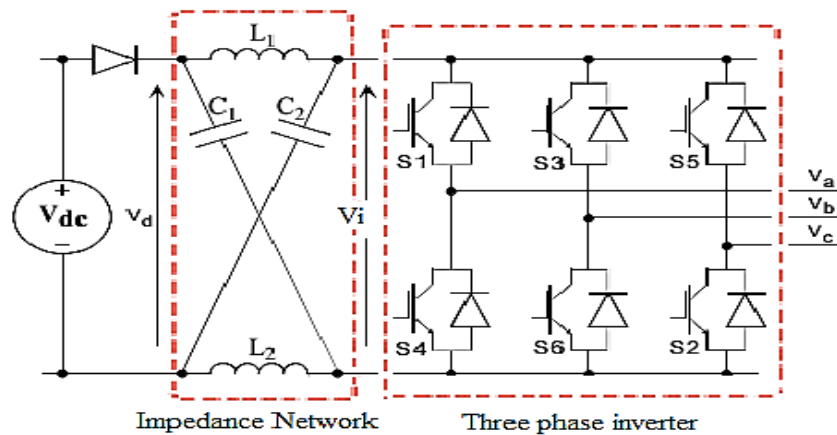 L1
C1
C2
S1
S3
S5
va
vb
vc
+
Vdc
−
vd
Vi
S4
S6
S2
L2
Impedance Network
Three phase inverter